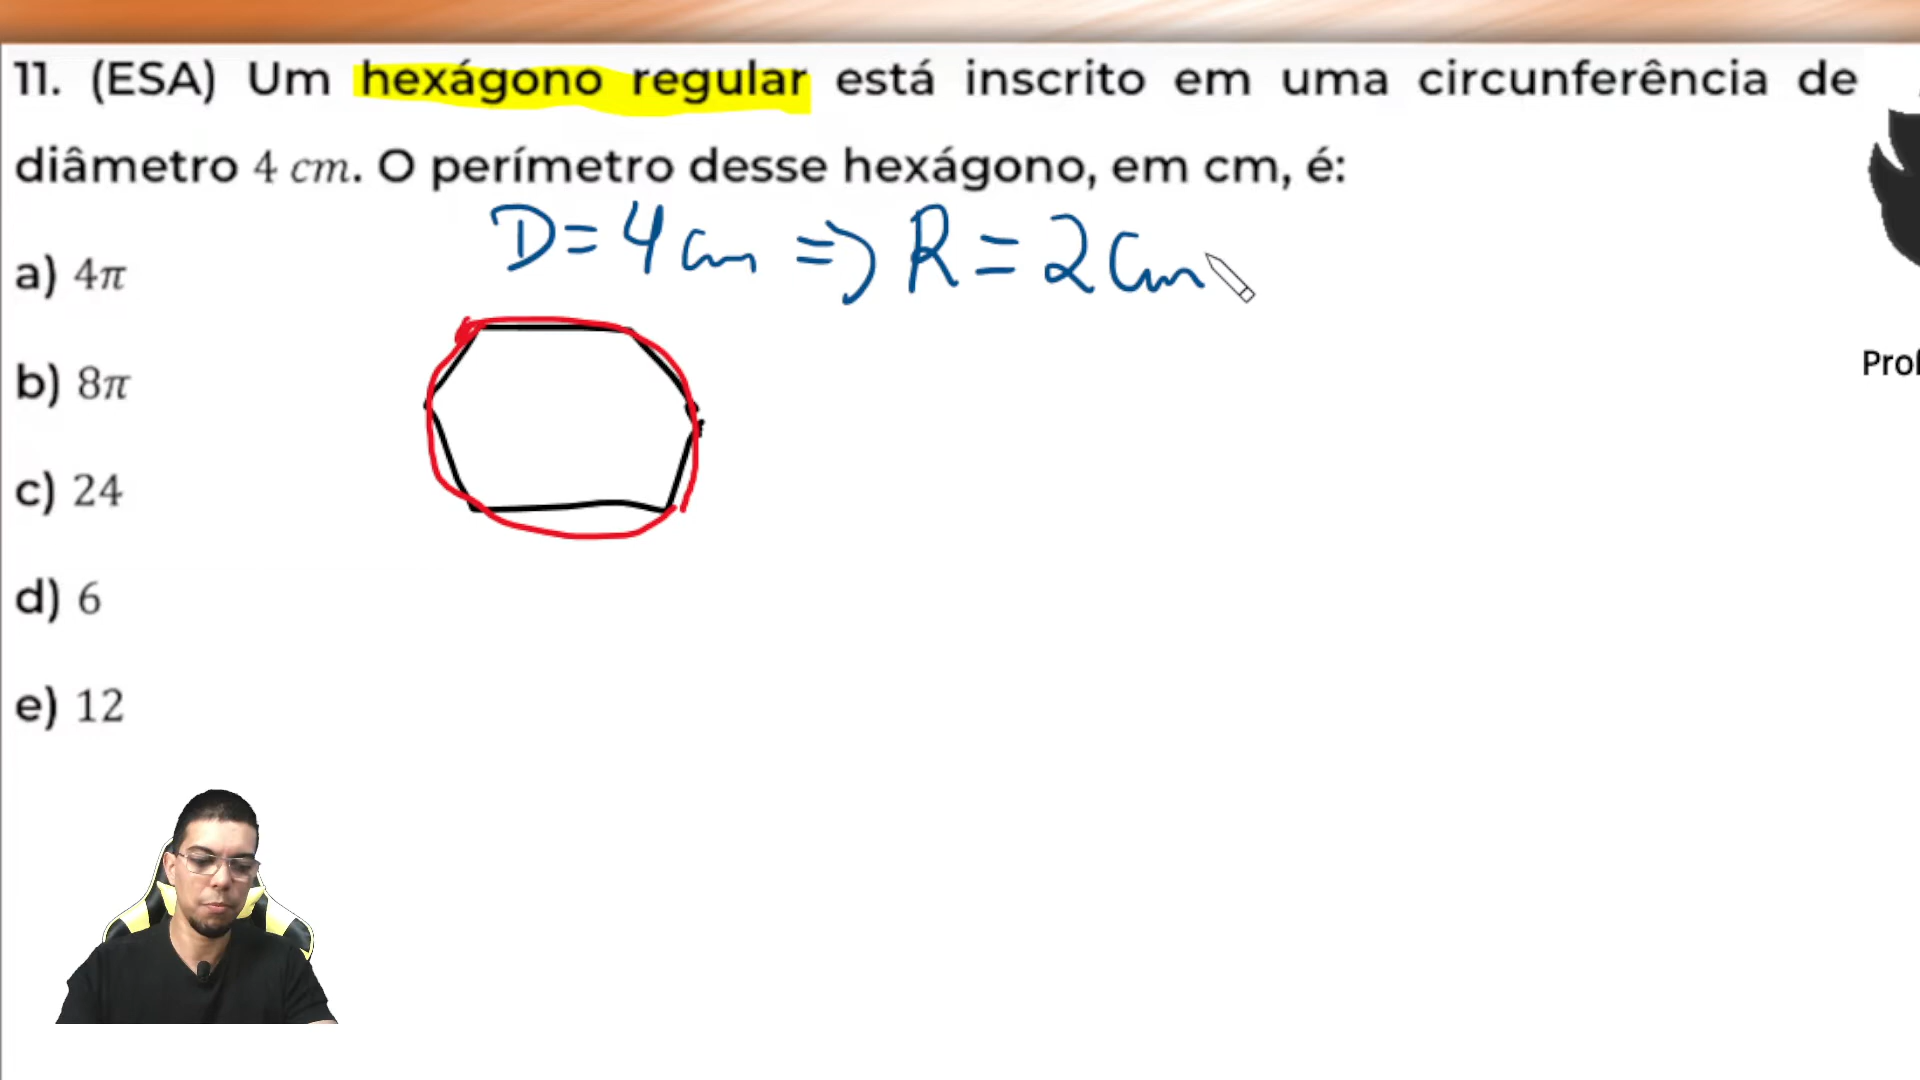 11. (ESA) Um hexágono regular está inscrito em uma circunferência de
diâmetro 4 cm. O perímetro desse hexágono, em cm, é:
D = 4 cm => R = 2 cm
a) 4π
b) 8π
c) 24
d) 6
e) 12